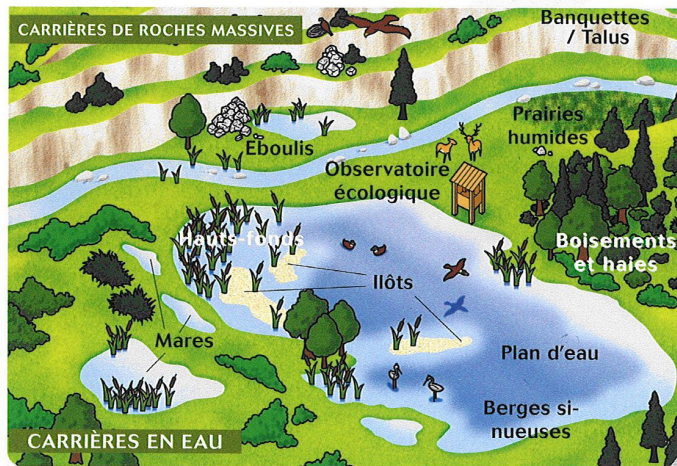 CARRIÈRES DE ROCHES MASSIVES
Banquettes
/ Talus
Prairies
humides
Eboulis
Observatoire
écologique
Hauts-fonds
Boisements
et haies
Ilôts
Mares
Plan d'eau
Berges si-
nueuses
CARRIÈRES EN EAU